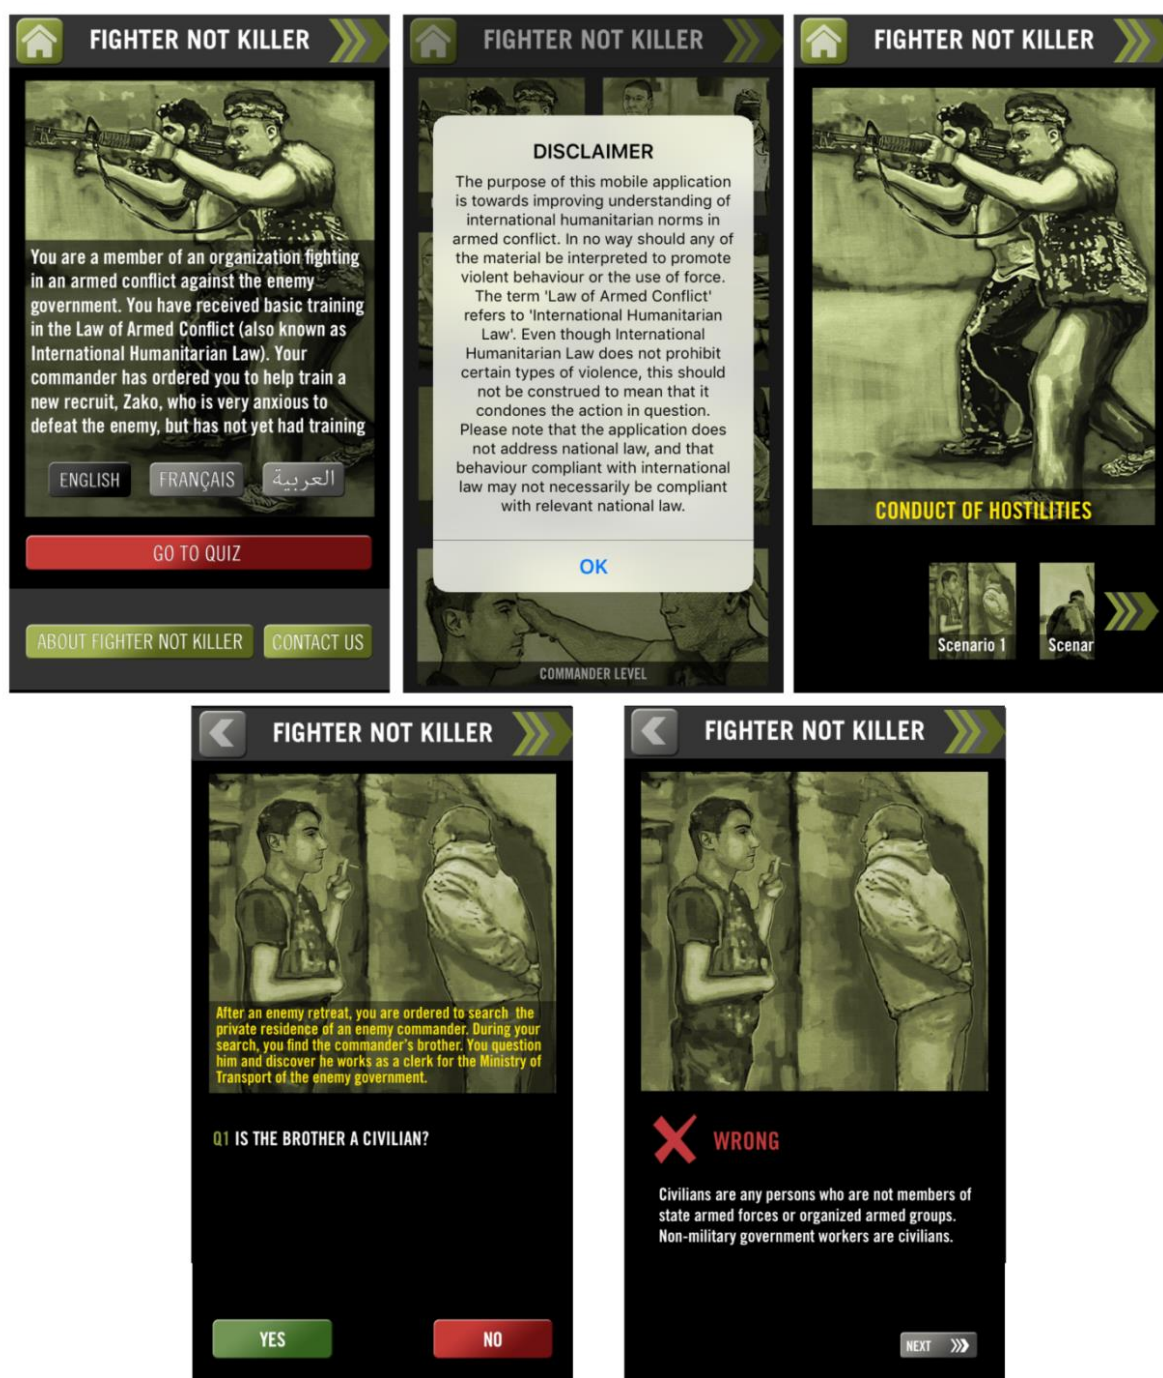 FIGHTER NOT KILLER
You are a member of an organization fighting
in an armed conflict against the enemy
government. You have received basic training
in the Law of Armed Conflict (also known as
International Humanitarian Law). Your
commander has ordered you to help train a
new recruit, Zako, who is very anxious to
defeat the enemy, but has not yet had training
ENGLISH
FRANÇAIS
العربية
GO TO QUIZ
ABOUT FIGHTER NOT KILLER
CONTACT US
FIGHTER NOT KILLER
DISCLAIMER
The purpose of this mobile application
is towards improving understanding of
international humanitarian norms in
armed conflict. In no way should any of
the material be interpreted to promote
violent behaviour or the use of force.
The term 'Law of Armed Conflict'
refers to 'International Humanitarian
Law'. Even though International
Humanitarian Law does not prohibit
certain types of violence, this should
not be construed to mean that it
condones the action in question.
Please note that the application does
not address national law, and that
behaviour compliant with international
law may not necessarily be compliant
with relevant national law.
OK
COMMANDER LEVEL
FIGHTER NOT KILLER
CONDUCT OF HOSTILITIES
Scenario 1
Scenar
FIGHTER NOT KILLER
After an enemy retreat, you are ordered to search the
private residence of an enemy commander. During your
search, you find the commander's brother. You question
him and discover he works as a clerk for the Ministry of
Transport of the enemy government.
Q1 IS THE BROTHER A CIVILIAN?
YES
NO
FIGHTER NOT KILLER
WRONG
Civilians are any persons who are not members of
state armed forces or organized armed groups.
Non-military government workers are civilians.
NEXT